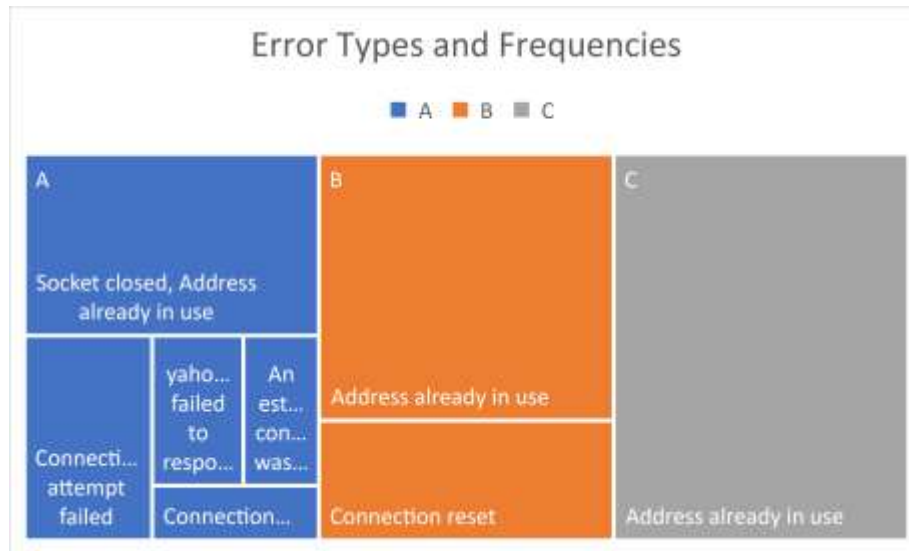 Error Types and Frequencies
A B C
A
Socket closed, Address
already in use
Connecti...
attempt
failed
yaho...
failed
to
respo...
An
est...
con...
was...
Connection...
B
Address already in use
Connection reset
C
Address already in use